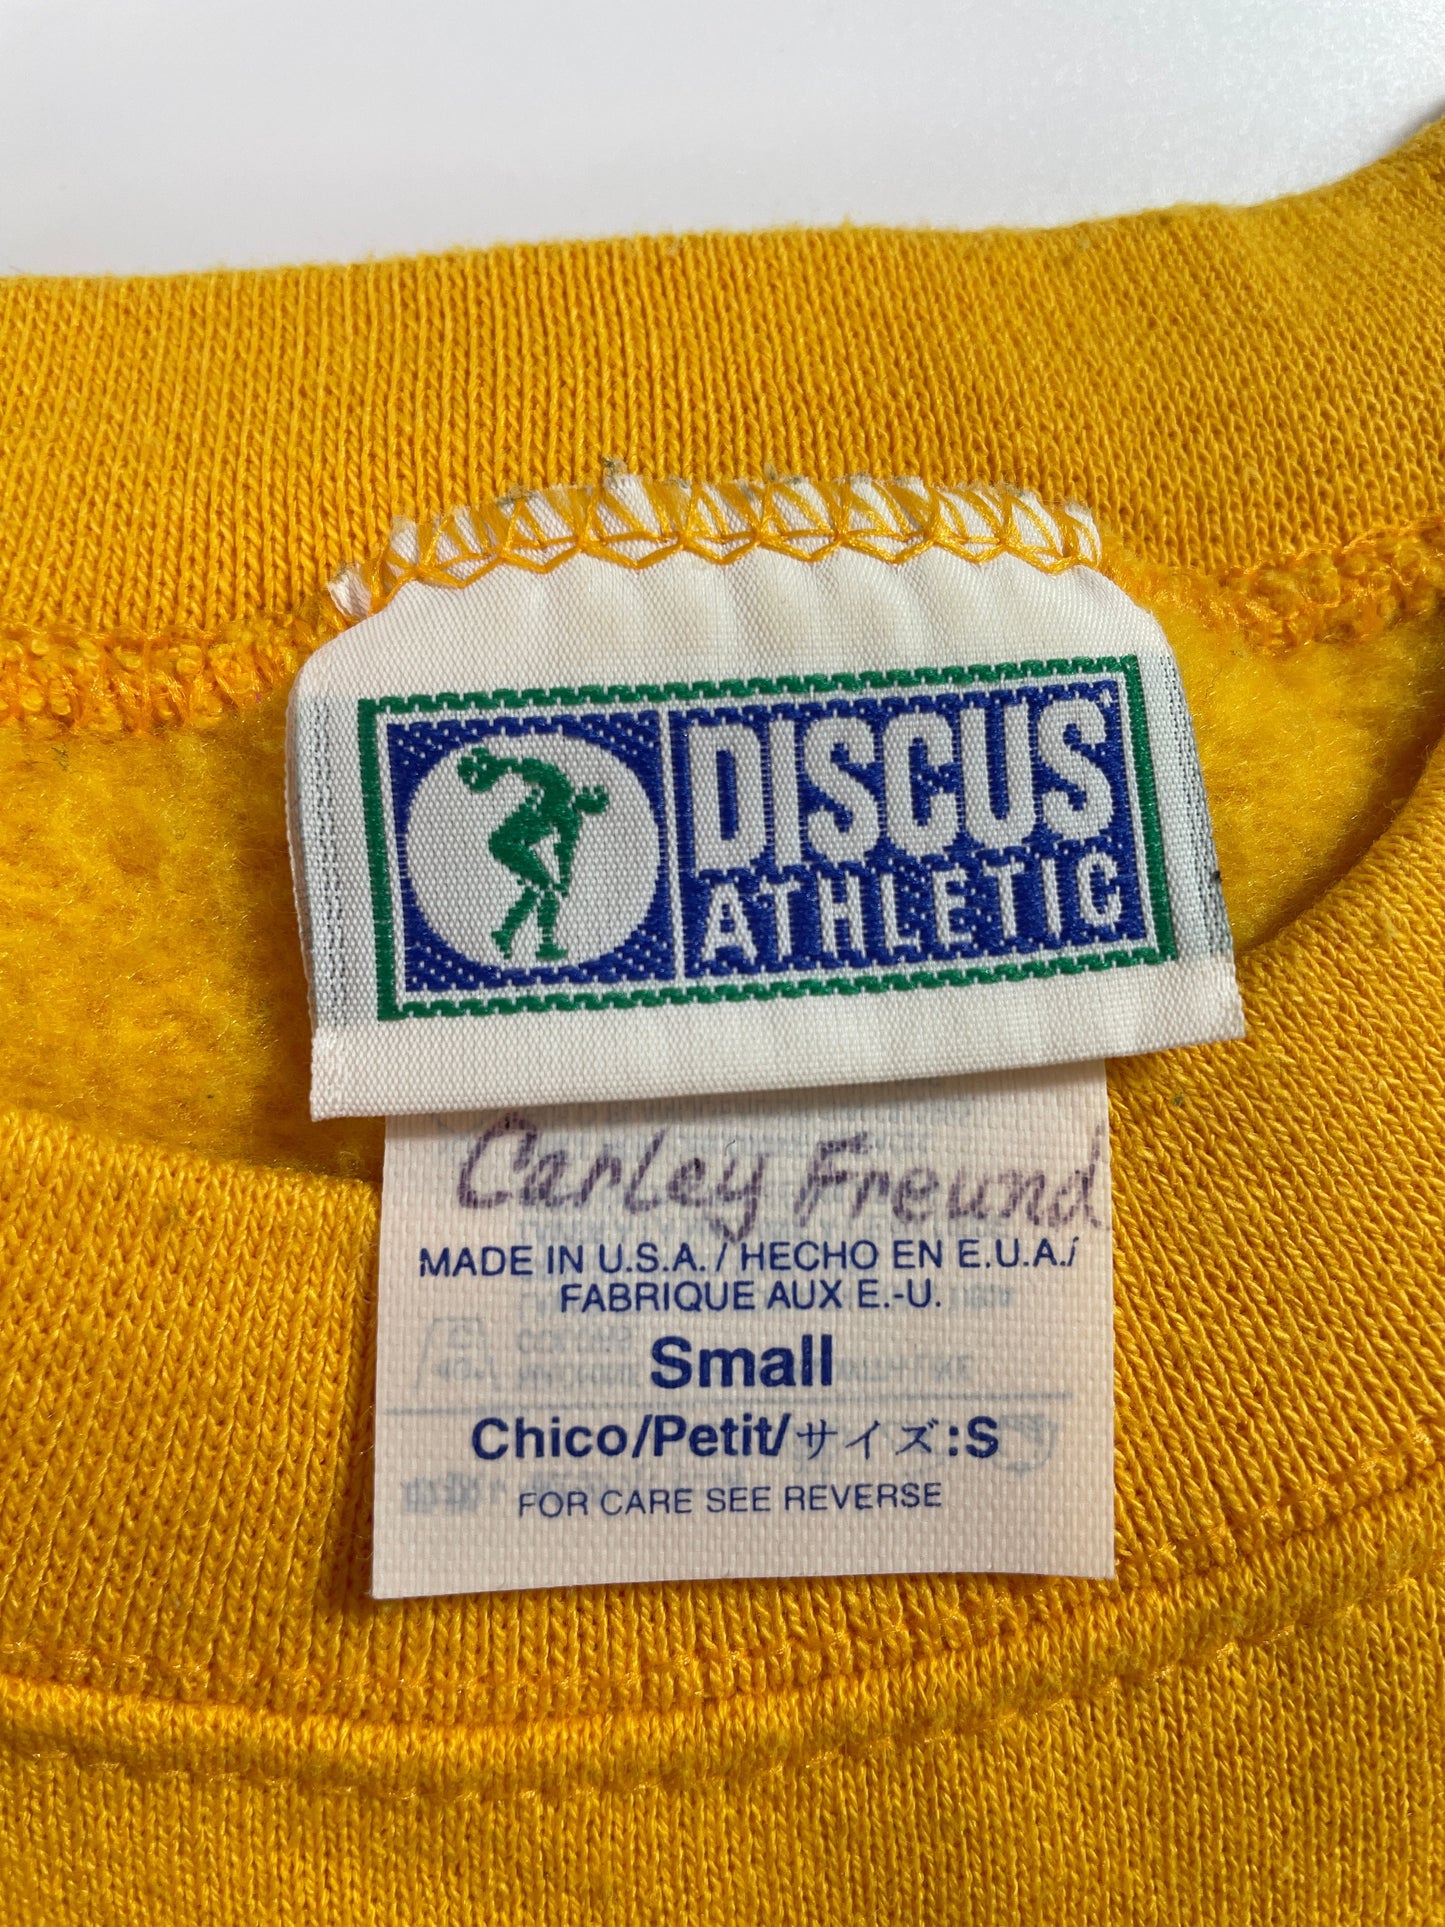 DISCUS
ATHLETIC
Carley Freund
MADE IN U.S.A. / HECHO EN E.U.A./
FABRIQUE AUX E.-U.
Small
Chico/Petit/サイズ:S
FOR CARE SEE REVERSE